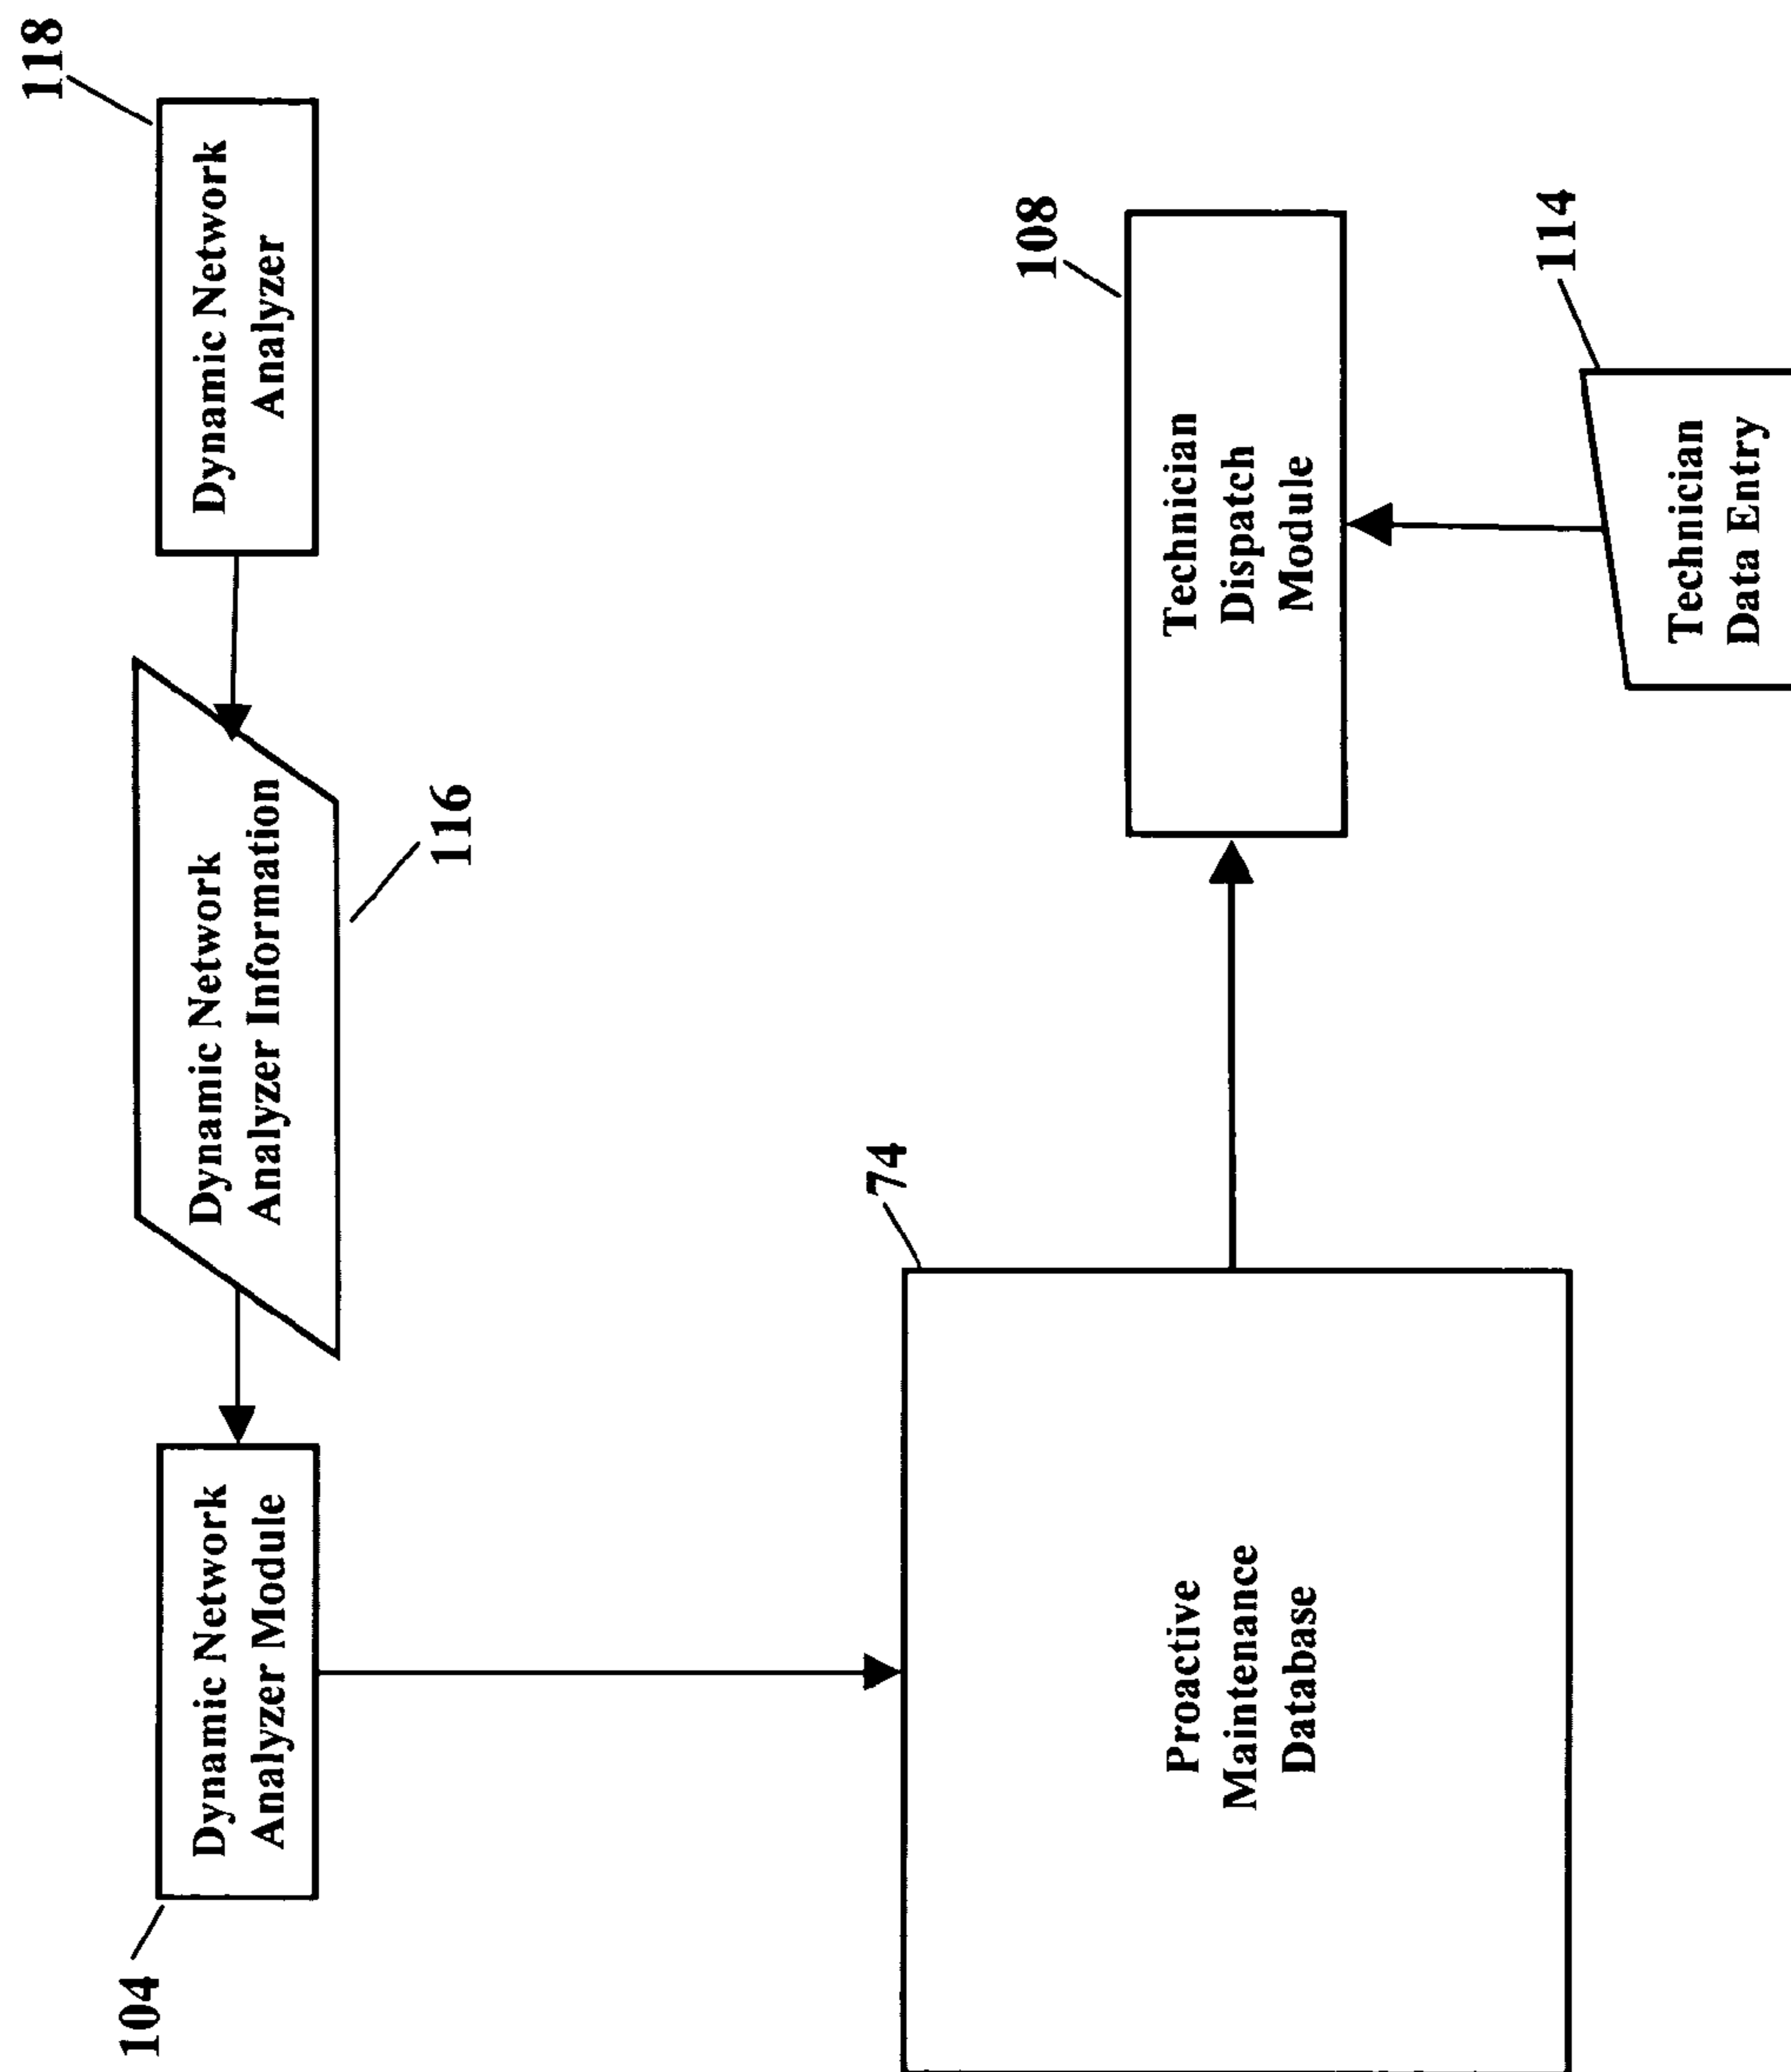 104
Dynamic Network
Analyzer Module
Dynamic Network
Analyzer Information
116
Dynamic Network
Analyzer
118
74
Proactive
Maintenance
Database
108
Technician
Dispatch
Module
114
Technician
Data Entry